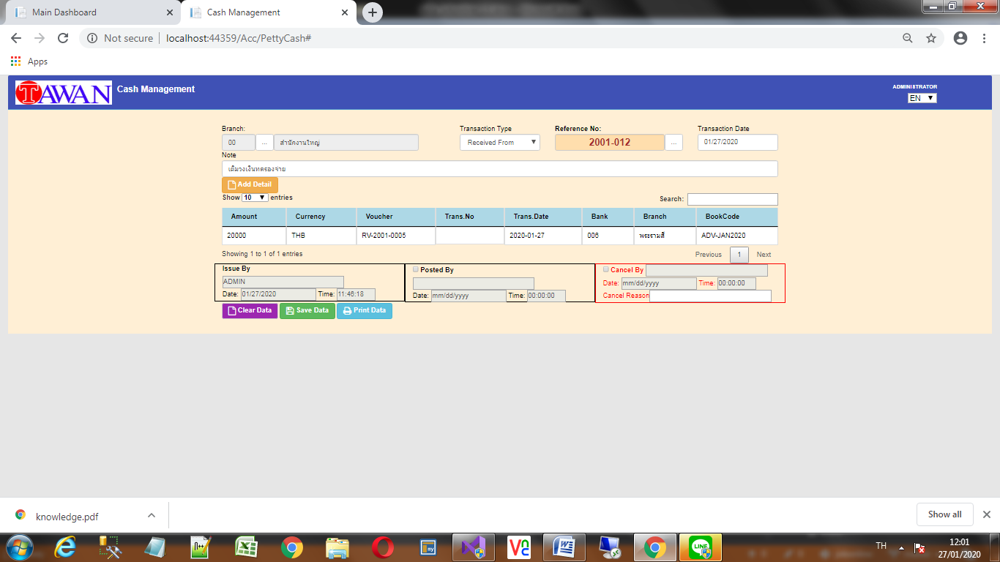 Main Dashboard
Cash Management
Not secure
localhost:44359/Acc/PettyCash#
Apps
TAWAN
Cash Management
ADMINISTRATOR
EN
Branch:
Transaction Type
Reference No:
Transaction Date
00
...
สำนักงานใหญ่
Received From
2001-012
...
01/27/2020
Note
เติมวงเงินทดรองจ่าย
Add Detail
Show 10 entries
Search:
Amount Currency Voucher Trans.No Trans.Date Bank Branch BookCode
20000 THB RV-2001-0005 2020-01-27 006 พระรามสี่ ADV-JAN2020
Showing 1 to 1 of 1 entries
Previous 1 Next
Issue By
ADMIN
Date: 01/27/2020 Time: 11:46:18
Posted By
Date: mm/dd/yyyy Time: 00:00:00
Cancel By
Date: mm/dd/yyyy Time: 00:00:00
Cancel Reason
Clear Data Save Data Print Data
knowledge.pdf
Show all
TH
12:01
27/01/2020